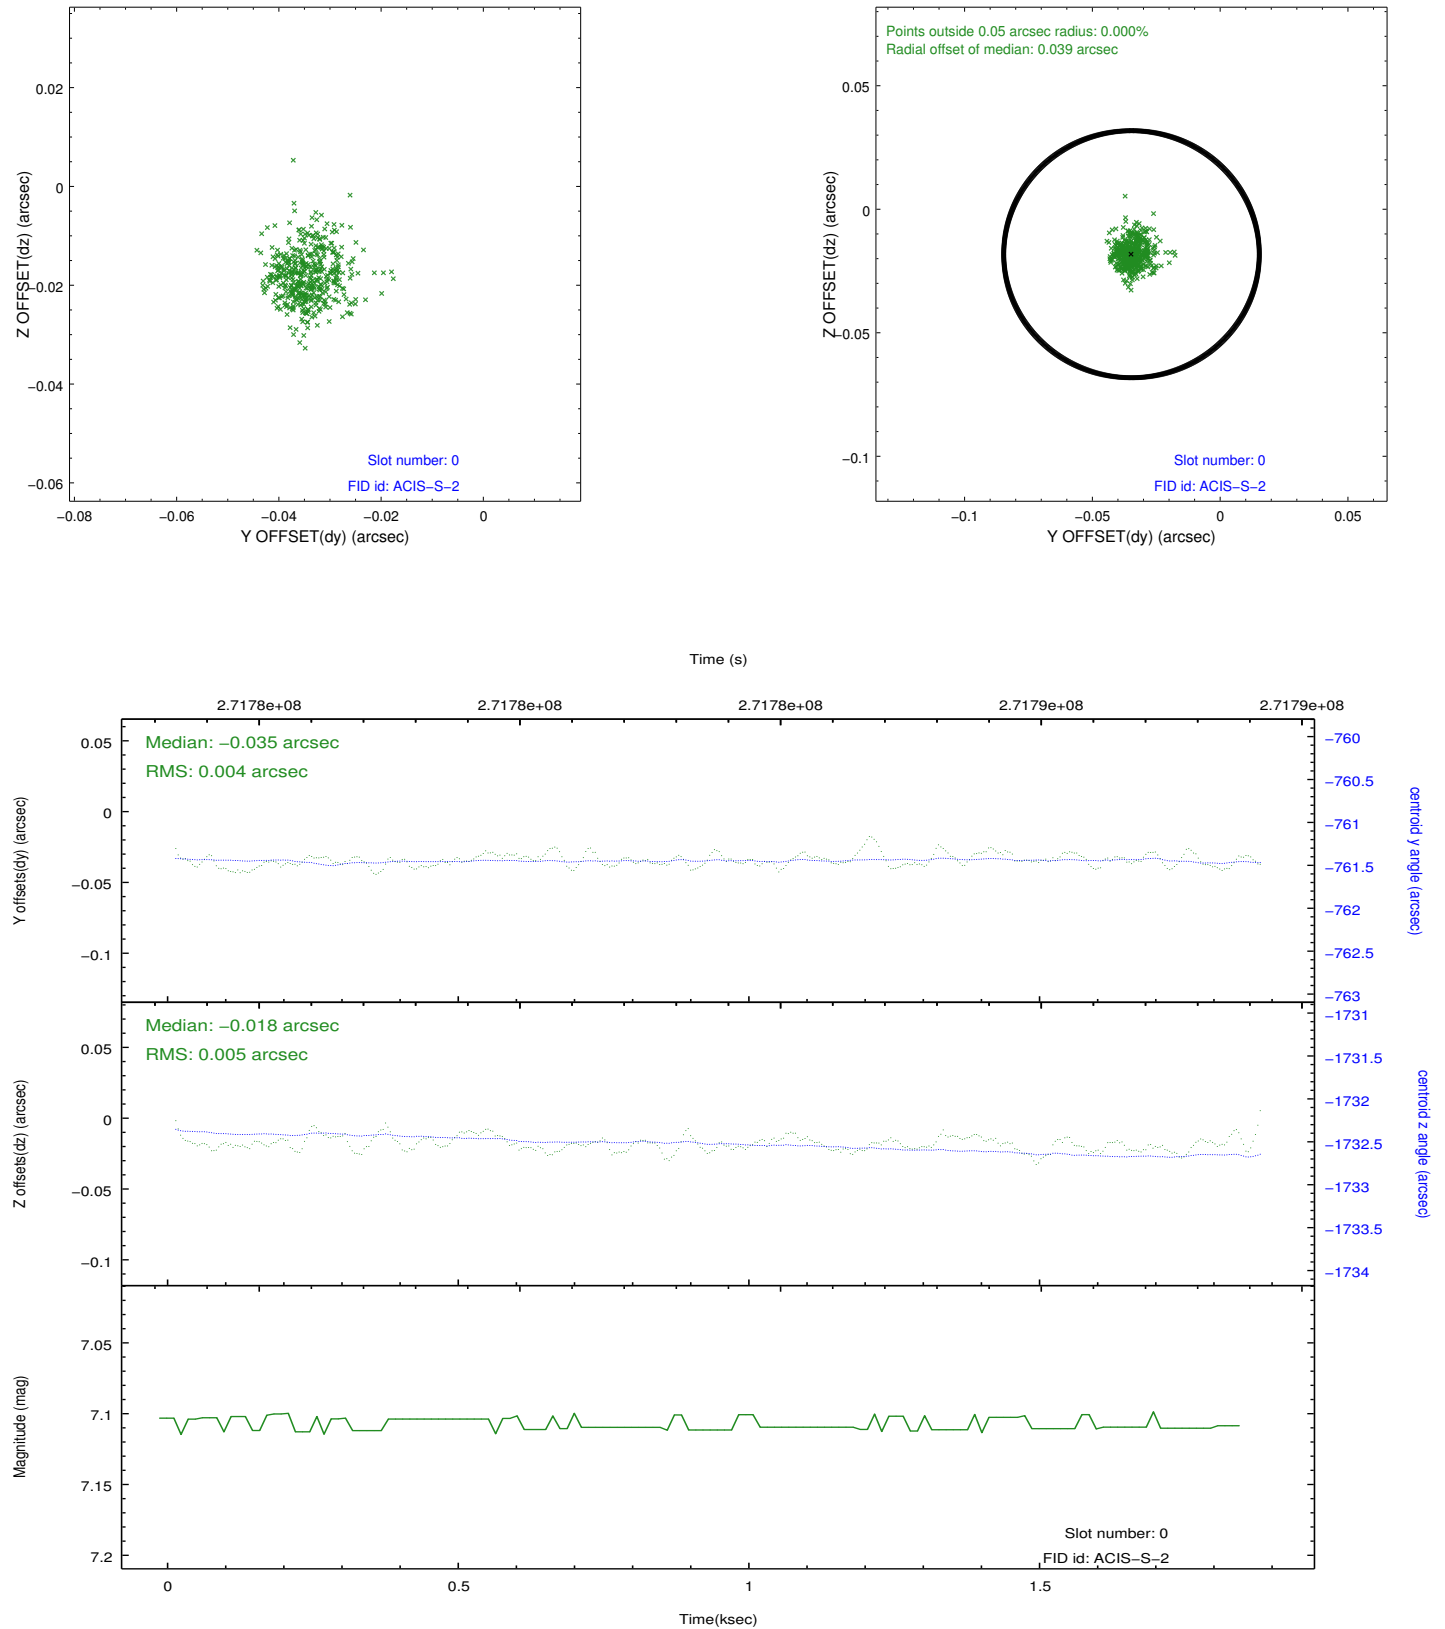 0.02
0
−0.02
−0.04
−0.06
Z OFFSET(dz) (arcsec)
Slot number: 0
FID id: ACIS−S−2
−0.08
−0.06
−0.04
−0.02
0
Y OFFSET(dy) (arcsec)
Points outside 0.05 arcsec radius: 0.000%
Radial offset of median: 0.039 arcsec
0.05
0
−0.05
−0.1
Z OFFSET(dz) (arcsec)
Slot number: 0
FID id: ACIS−S−2
−0.1
−0.05
0
0.05
Y OFFSET(dy) (arcsec)
Time (s)
2.7178e+08
2.7178e+08
2.7178e+08
2.7179e+08
2.7179e+08
Median: −0.035 arcsec
RMS: 0.004 arcsec
0.05
0
−0.05
−0.1
Y offsets(dy) (arcsec)
−760
−760.5
−761
−761.5
−762
−762.5
−763
centroid y angle (arcsec)
Median: −0.018 arcsec
RMS: 0.005 arcsec
0.05
0
−0.05
−0.1
Z offsets(dz) (arcsec)
−1731
−1731.5
−1732
−1732.5
−1733
−1733.5
−1734
centroid z angle (arcsec)
7.05
7.1
7.15
7.2
Magnitude (mag)
Slot number: 0
FID id: ACIS−S−2
0
0.5
1
1.5
Time(ksec)